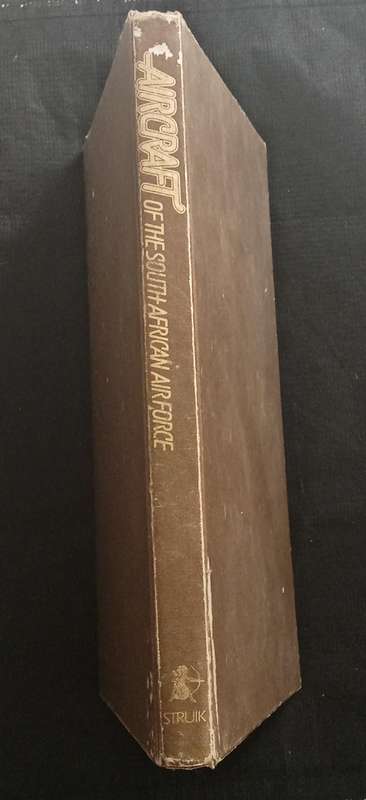 AIRCRAFT
OF THE SOUTH AFRICAN AIR FORCE
STRUIK